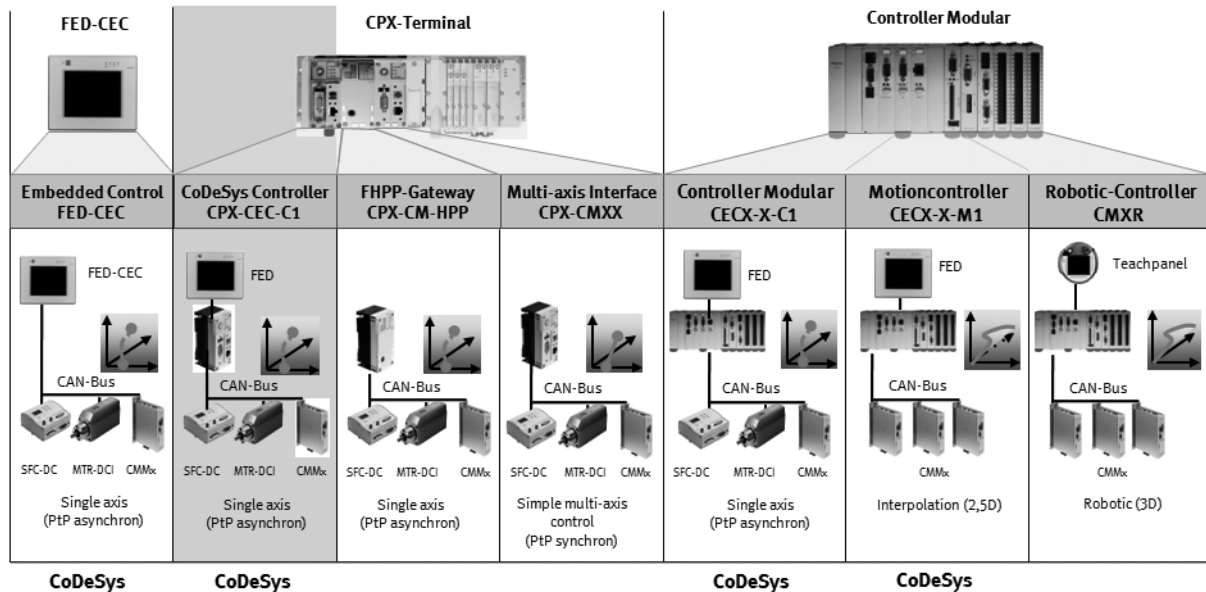 FED-CEC
CPX-Terminal
Controller Modular
Embedded Control
FED-CEC
CoDeSys Controller
CPX-CEC-C1
FHPP-Gateway
CPX-CM-HPP
Multi-axis Interface
CPX-CMXX
Controller Modular
CECX-X-C1
Motioncontroller
CECX-X-M1
Robotic-Controller
CMXR
FED-CEC
CAN-Bus
SFC-DC MTR-DCI CMMx
Single axis
(PtP asynchron)
FED
CAN-Bus
SFC-DC MTR-DCI CMMx
Single axis
(PtP asynchron)
CAN-Bus
SFC-DC MTR-DCI CMMx
Single axis
(PtP asynchron)
CAN-Bus
SFC-DC MTR-DCI CMMx
Simple multi-axis
control
(PtP synchron)
FED
CAN-Bus
SFC-DC MTR-DCI CMMx
Single axis
(PtP asynchron)
FED
CAN-Bus
CMMx
Interpolation (2,5D)
Teachpanel
CAN-Bus
CMMx
Robotic (3D)
CoDeSys
CoDeSys
CoDeSys
CoDeSys